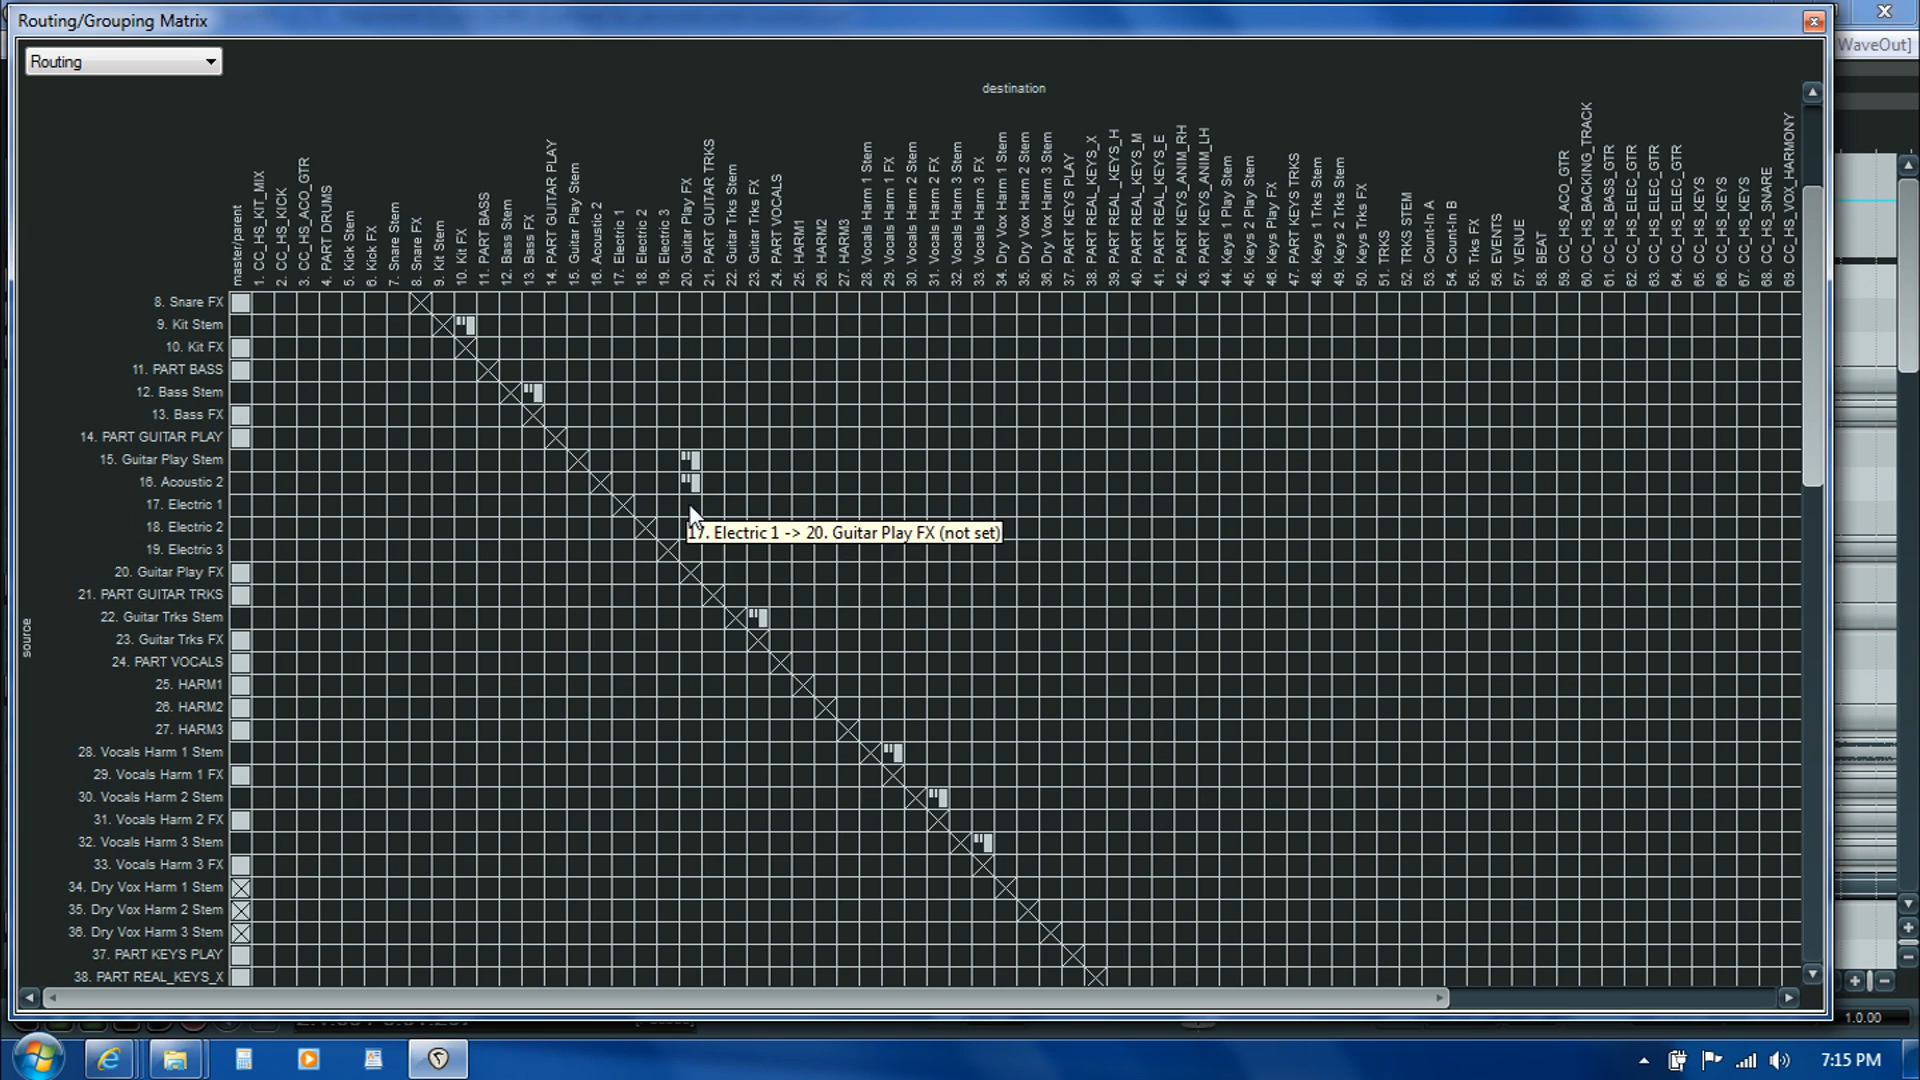 Routing/Grouping Matrix
WaveOut]
Routing
destination
master/parent
1. CC_HS_KIT_MIX
2. CC_HS_KICK
3. CC_HS_ACO_GTR
4. PART DRUMS
5. Kick Stem
6. Kick FX
7. Snare Stem
8. Snare FX
9. Kit Stem
10. Kit FX
11. PART BASS
12. Bass Stem
13. Bass FX
14. PART GUITAR PLAY
15. Guitar Play Stem
16. Acoustic 2
17. Electric 1
18. Electric 2
19. Electric 3
20. Guitar Play FX
21. PART GUITAR TRKS
22. Guitar Trks Stem
23. Guitar Trks FX
24. PART VOCALS
25. HARM1
26. HARM2
27. HARM3
28. Vocals Harm 1 Stem
29. Vocals Harm 1 FX
30. Vocals Harm 2 Stem
31. Vocals Harm 2 FX
32. Vocals Harm 3 Stem
33. Vocals Harm 3 FX
34. Dry Vox Harm 1 Stem
35. Dry Vox Harm 2 Stem
36. Dry Vox Harm 3 Stem
37. PART KEYS PLAY
38. PART REAL_KEYS_X
39. PART REAL_KEYS_H
40. PART REAL_KEYS_M
41. PART REAL_KEYS_E
42. PART KEYS_ANIM_RH
43. PART KEYS_ANIM_LH
44. Keys 1 Play Stem
45. Keys 2 Play Stem
46. Keys Play FX
47. PART KEYS TRKS
48. Keys 1 Trks Stem
49. Keys 2 Trks Stem
50. Keys Trks FX
51. TRKS
52. TRKS STEM
53. Count-In A
54. Count-In B
55. Trks FX
56. EVENTS
57. VENUE
58. BEAT
59. CC_HS_ACO_GTR
60. CC_HS_BACKING_TRACK
61. CC_HS_BASS_GTR
62. CC_HS_ELEC_GTR
63. CC_HS_ELEC_GTR
64. CC_HS_ELEC_GTR
65. CC_HS_KEYS
66. CC_HS_KEYS
67. CC_HS_KEYS
68. CC_HS_SNARE
69. CC_HS_VOX_HARMONY
source
8. Snare FX
9. Kit Stem
10. Kit FX
11. PART BASS
12. Bass Stem
13. Bass FX
14. PART GUITAR PLAY
15. Guitar Play Stem
16. Acoustic 2
17. Electric 1
18. Electric 2
17. Electric 1 -> 20. Guitar Play FX (not set)
19. Electric 3
20. Guitar Play FX
21. PART GUITAR TRKS
22. Guitar Trks Stem
23. Guitar Trks FX
24. PART VOCALS
25. HARM1
26. HARM2
27. HARM3
28. Vocals Harm 1 Stem
29. Vocals Harm 1 FX
30. Vocals Harm 2 Stem
31. Vocals Harm 2 FX
32. Vocals Harm 3 Stem
33. Vocals Harm 3 FX
34. Dry Vox Harm 1 Stem
35. Dry Vox Harm 2 Stem
36. Dry Vox Harm 3 Stem
37. PART KEYS PLAY
38. PART REAL_KEYS_X
1.0.00
7:15 PM